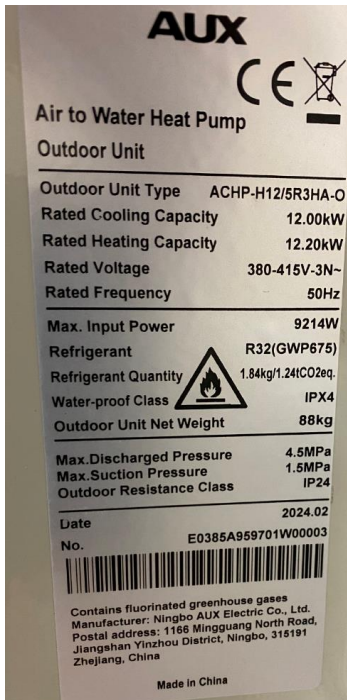 AUX
CE
Air to Water Heat Pump
Outdoor Unit
Outdoor Unit Type ACHP-H12/5R3HA-O
Rated Cooling Capacity 12.00kW
Rated Heating Capacity 12.20kW
Rated Voltage 380-415V-3N~
Rated Frequency 50Hz
Max. Input Power 9214W
Refrigerant R32(GWP675)
Refrigerant Quantity 1.84kg/1.24tCO2eq.
Water-proof Class IPX4
Outdoor Unit Net Weight 88kg
Max.Discharged Pressure 4.5MPa
Max.Suction Pressure 1.5MPa
Outdoor Resistance Class IP24
Date 2024.02
No. E0385A959701W00003
Contains fluorinated greenhouse gases
Manufacturer: Ningbo AUX Electric Co., Ltd.
Postal address: 1166 Mingguang North Road,
Jiangshan Yinzhou District, Ningbo, 315191
Zhejiang, China
Made in China